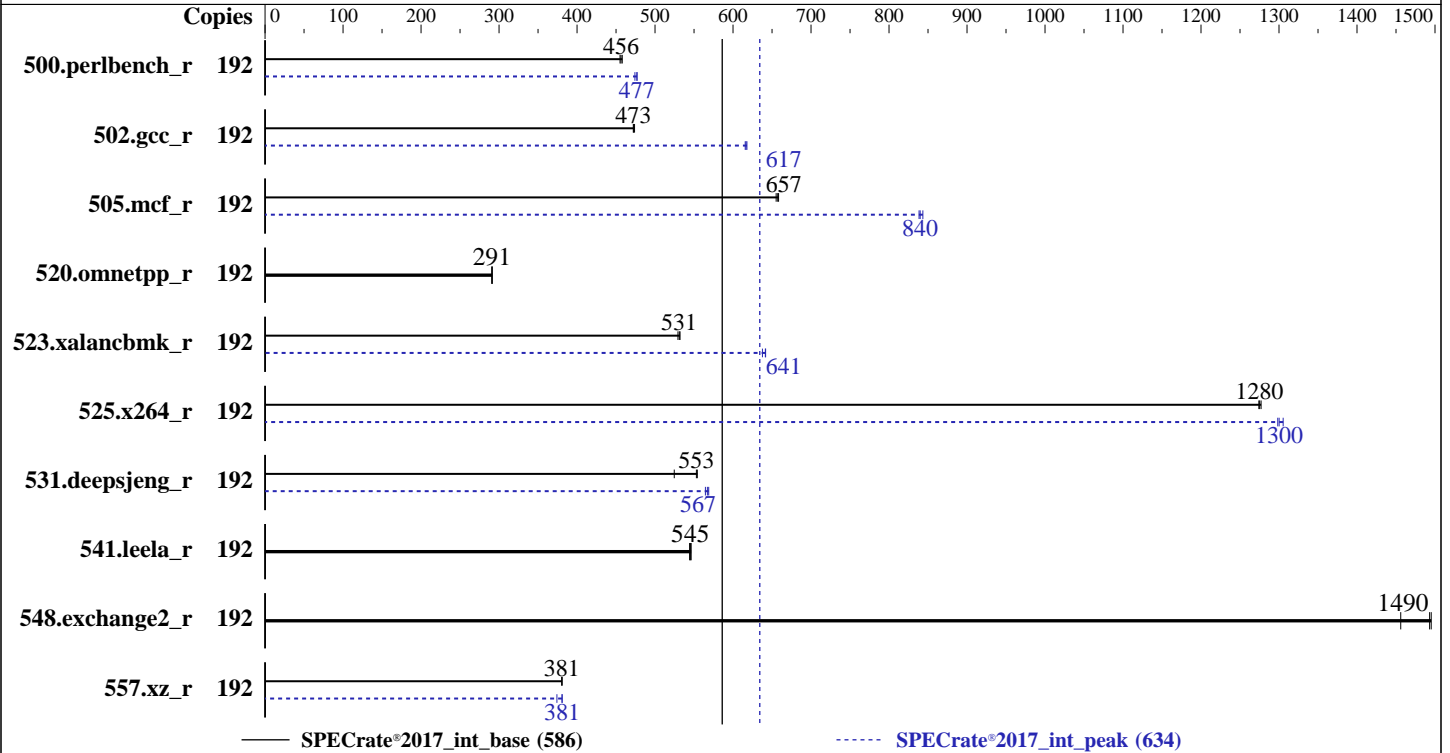 Copies 0 100 200 300 400 500 600 700 800 900 1000 1100 1200 1300 1400 1500
500.perlbench_r 192 456
477
502.gcc_r 192 473
617
505.mcf_r 192 657
840
520.omnetpp_r 192 291
523.xalancbmk_r 192 531
641
525.x264_r 192 1280
1300
531.deepsjeng_r 192 553
567
541.leela_r 192 545
548.exchange2_r 192 1490
557.xz_r 192 381
381
SPECrate®2017_int_base (586) SPECrate®2017_int_peak (634)